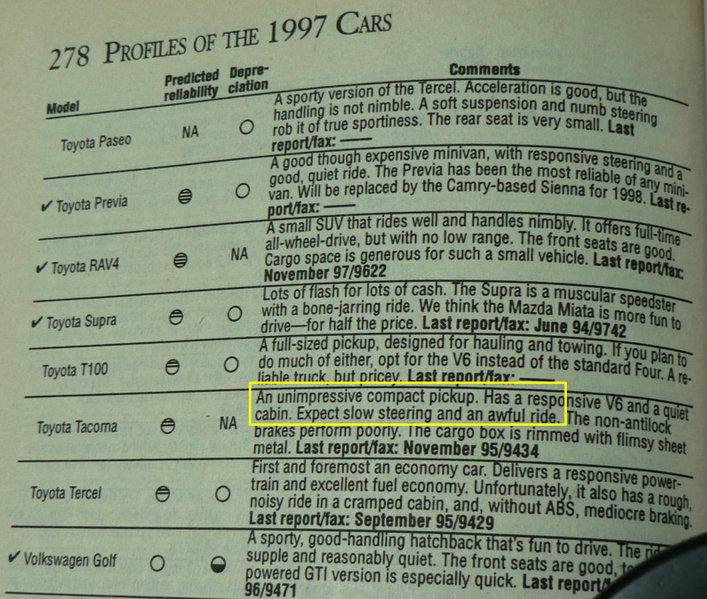 278 PROFILES OF THE 1997 CARS
Model Predicted reliability Depre-ciation Comments
Toyota Paseo NA A sporty version of the Tercel. Acceleration is good, but the
handling is not nimble. A soft suspension and numb steering
rob it of true sportiness. The rear seat is very small. Last
report/fax: ——
✓ Toyota Previa A good though expensive minivan, with responsive steering and a
good, quiet ride. The Previa has been the most reliable of any mini-
van. Will be replaced by the Camry-based Sienna for 1998. Last re-
port/fax: ——
✓ Toyota RAV4 NA A small SUV that rides well and handles nimbly. It offers full-time
all-wheel-drive, but with no low range. The front seats are good.
Cargo space is generous for such a small vehicle. Last report/fax:
November 97/9622
✓ Toyota Supra Lots of flash for lots of cash. The Supra is a muscular speedster
with a bone-jarring ride. We think the Mazda Miata is more fun to
drive—for half the price. Last report/fax: June 94/9742
Toyota T100 A full-sized pickup, designed for hauling and towing. If you plan to
do much of either, opt for the V6 instead of the standard Four. A re-
liable truck, but pricey. Last report/fax: ——
Toyota Tacoma NA An unimpressive compact pickup. Has a responsive V6 and a quiet
cabin. Expect slow steering and an awful ride. The non-antilock
brakes perform poorly. The cargo box is rimmed with flimsy sheet
metal. Last report/fax: November 95/9434
Toyota Tercel First and foremost an economy car. Delivers a responsive power-
train and excellent fuel economy. Unfortunately, it also has a rough,
noisy ride in a cramped cabin, and, without ABS, mediocre braking.
Last report/fax: September 95/9429
✓ Volkswagen Golf A sporty, good-handling hatchback that's fun to drive. The
supple and reasonably quiet. The front seats are good,
powered GTI version is especially quick. Last
96/9471